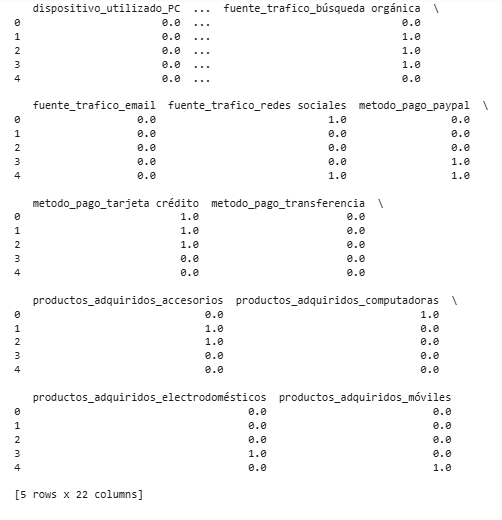 dispositivo_utilizado_PC ... fuente_trafico_búsqueda orgánica \
0 0.0 ... 0.0
1 0.0 ... 1.0
2 0.0 ... 1.0
3 0.0 ... 1.0
4 0.0 ... 0.0
fuente_trafico_email fuente_trafico_redes sociales metodo_pago_paypal \
0 0.0 1.0 0.0
1 0.0 0.0 0.0
2 0.0 0.0 0.0
3 0.0 0.0 1.0
4 0.0 1.0 1.0
metodo_pago_tarjeta crédito metodo_pago_transferencia \
0 1.0 0.0
1 1.0 0.0
2 1.0 0.0
3 0.0 0.0
4 0.0 0.0
productos_adquiridos_accesorios productos_adquiridos_computadoras \
0 0.0 1.0
1 1.0 0.0
2 1.0 0.0
3 0.0 0.0
4 0.0 0.0
productos_adquiridos_electrodomésticos productos_adquiridos_móviles
0 0.0 0.0
1 0.0 0.0
2 0.0 0.0
3 1.0 0.0
4 0.0 1.0
[5 rows x 22 columns]